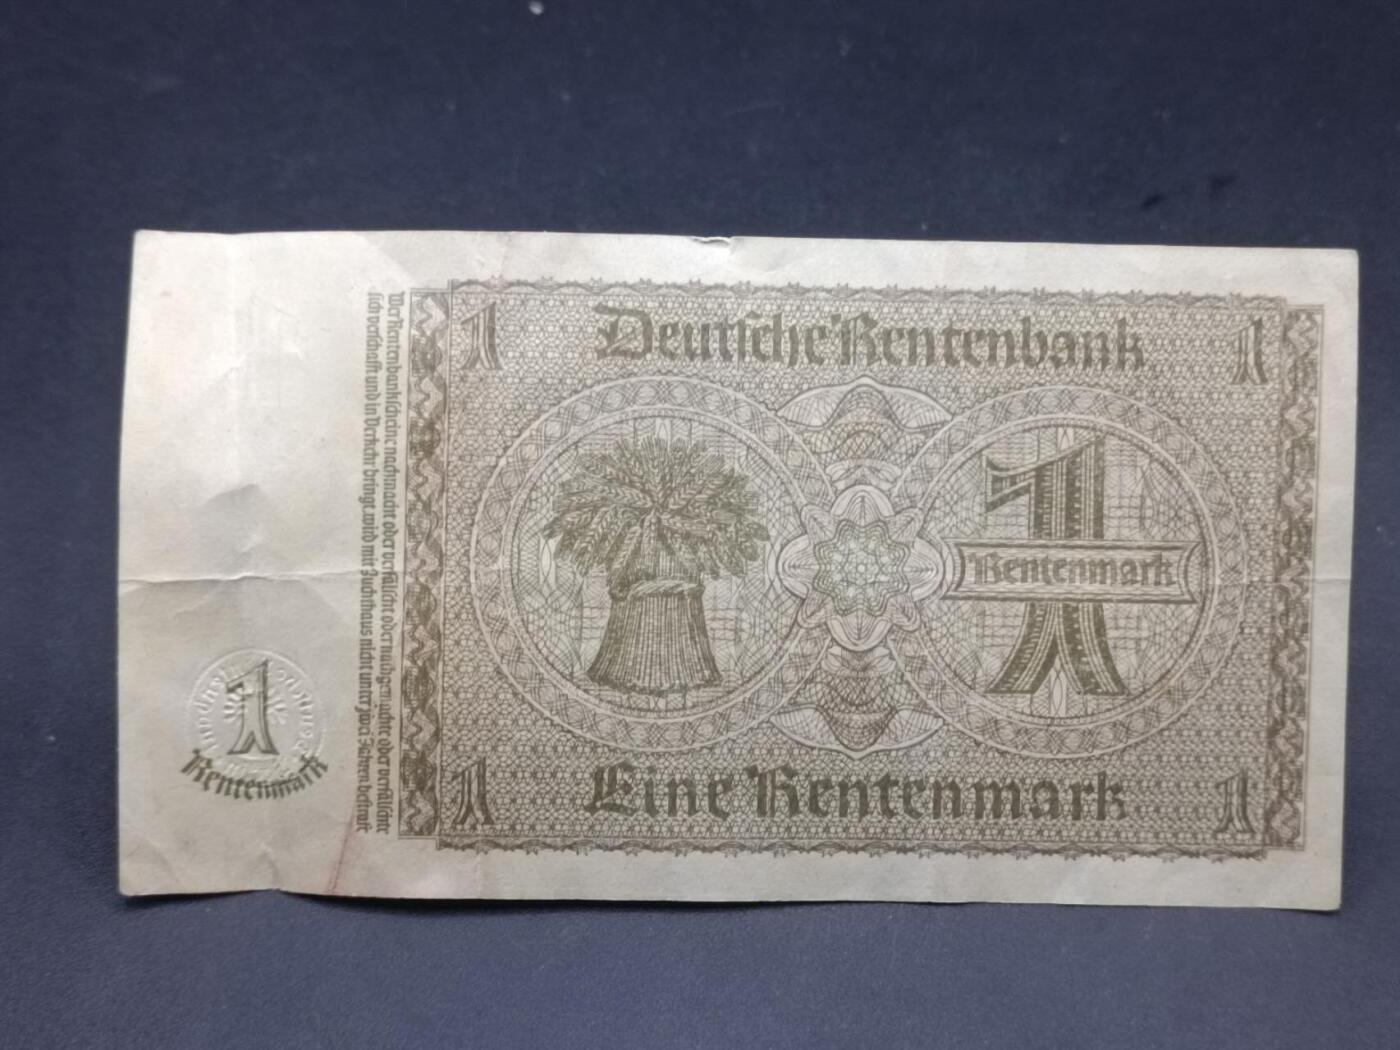 1 Deutsche Rentenbank 1
1
Rentenmark
1 Eine Rentenmark 1
Wer Rentenbankscheine nachmacht oder verfälscht oder nachgemachte oder verfälschte
sich verschafft und in Verkehr bringt, wird mit Zuchthaus nicht unter zwei Jahren bestraft
1
Rentenmark